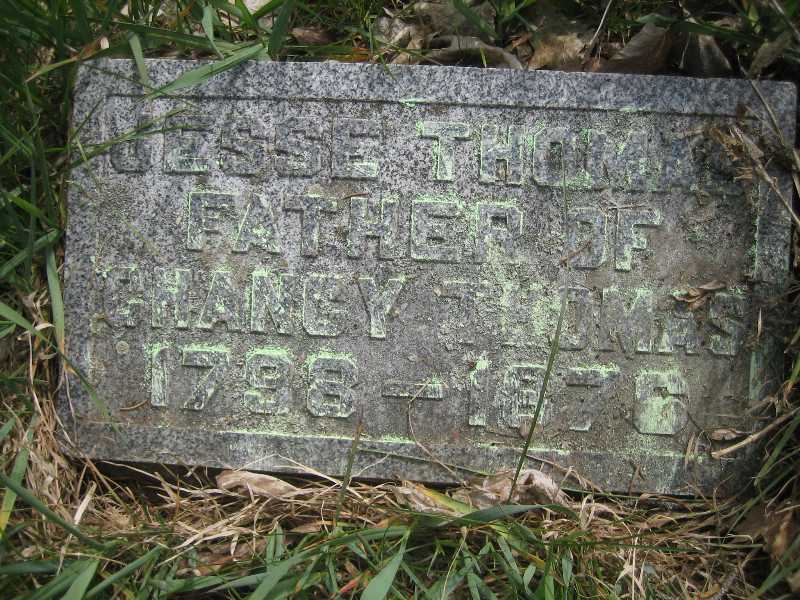 JESSE THOMAS
FATHER OF
CHANCY THOMAS
1798 — 1876